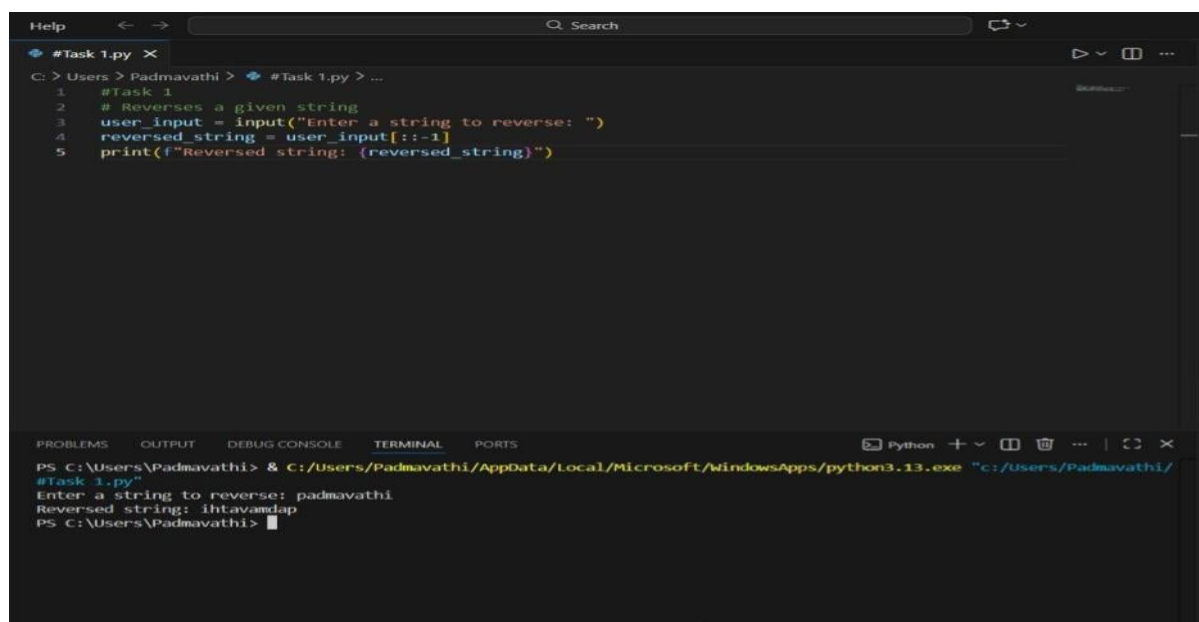 Help Search
#Task 1.py
C: > Users > Padmavathi > #Task 1.py > ...
1 #Task 1
2 # Reverses a given string
3 user_input = input("Enter a string to reverse: ")
4 reversed_string = user_input[::-1]
5 print(f"Reversed string: {reversed_string}")
PROBLEMS OUTPUT DEBUG CONSOLE TERMINAL PORTS Python
PS C:\Users\Padmavathi> & C:/Users/Padmavathi/AppData/Local/Microsoft/WindowsApps/python3.13.exe "c:/Users/Padmavathi/
#Task 1.py"
Enter a string to reverse: padmavathi
Reversed string: ihtavamdap
PS C:\Users\Padmavathi>